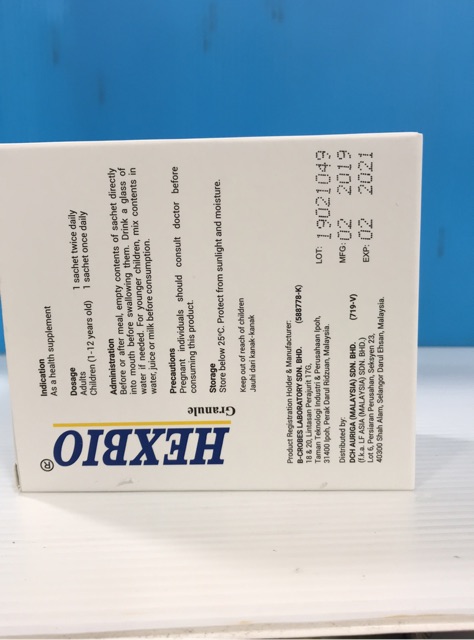 HEXBIO®
Granule
Indication
As a health supplement
Dosage
Adults 1 sachet twice daily
Children (1-12 years old) 1 sachet once daily
Administration
Before or after meal, empty contents of sachet directly
into mouth before swallowing them. Drink a glass of
water if needed. For younger children, mix contents in
water, juice or milk before consumption.
Precautions
Pregnant individuals should consult doctor before
consuming this product.
Storage
Store below 25°C. Protect from sunlight and moisture.
Keep out of reach of children
Jauhi dari kanak-kanak
Product Registration Holder & Manufacturer:
B-CROBES LABORATORY SDN. BHD. (588778-K)
18 & 20, Lintasan Perajurit 17G,
Taman Teknologi Industri & Perusahaan Ipoh,
31400 Ipoh, Perak Darul Ridzuan, Malaysia.
Distributed by:
DCH AURIGA (MALAYSIA) SDN. BHD. (719-V)
(f.k.a. LF ASIA (MALAYSIA) SDN. BHD.)
Lot 6, Persiaran Perusahan, Seksyen 23,
40300 Shah Alam, Selangor Darul Ehsan, Malaysia.
LOT: 19021049
MFG: 02 2019
EXP: 02 2021